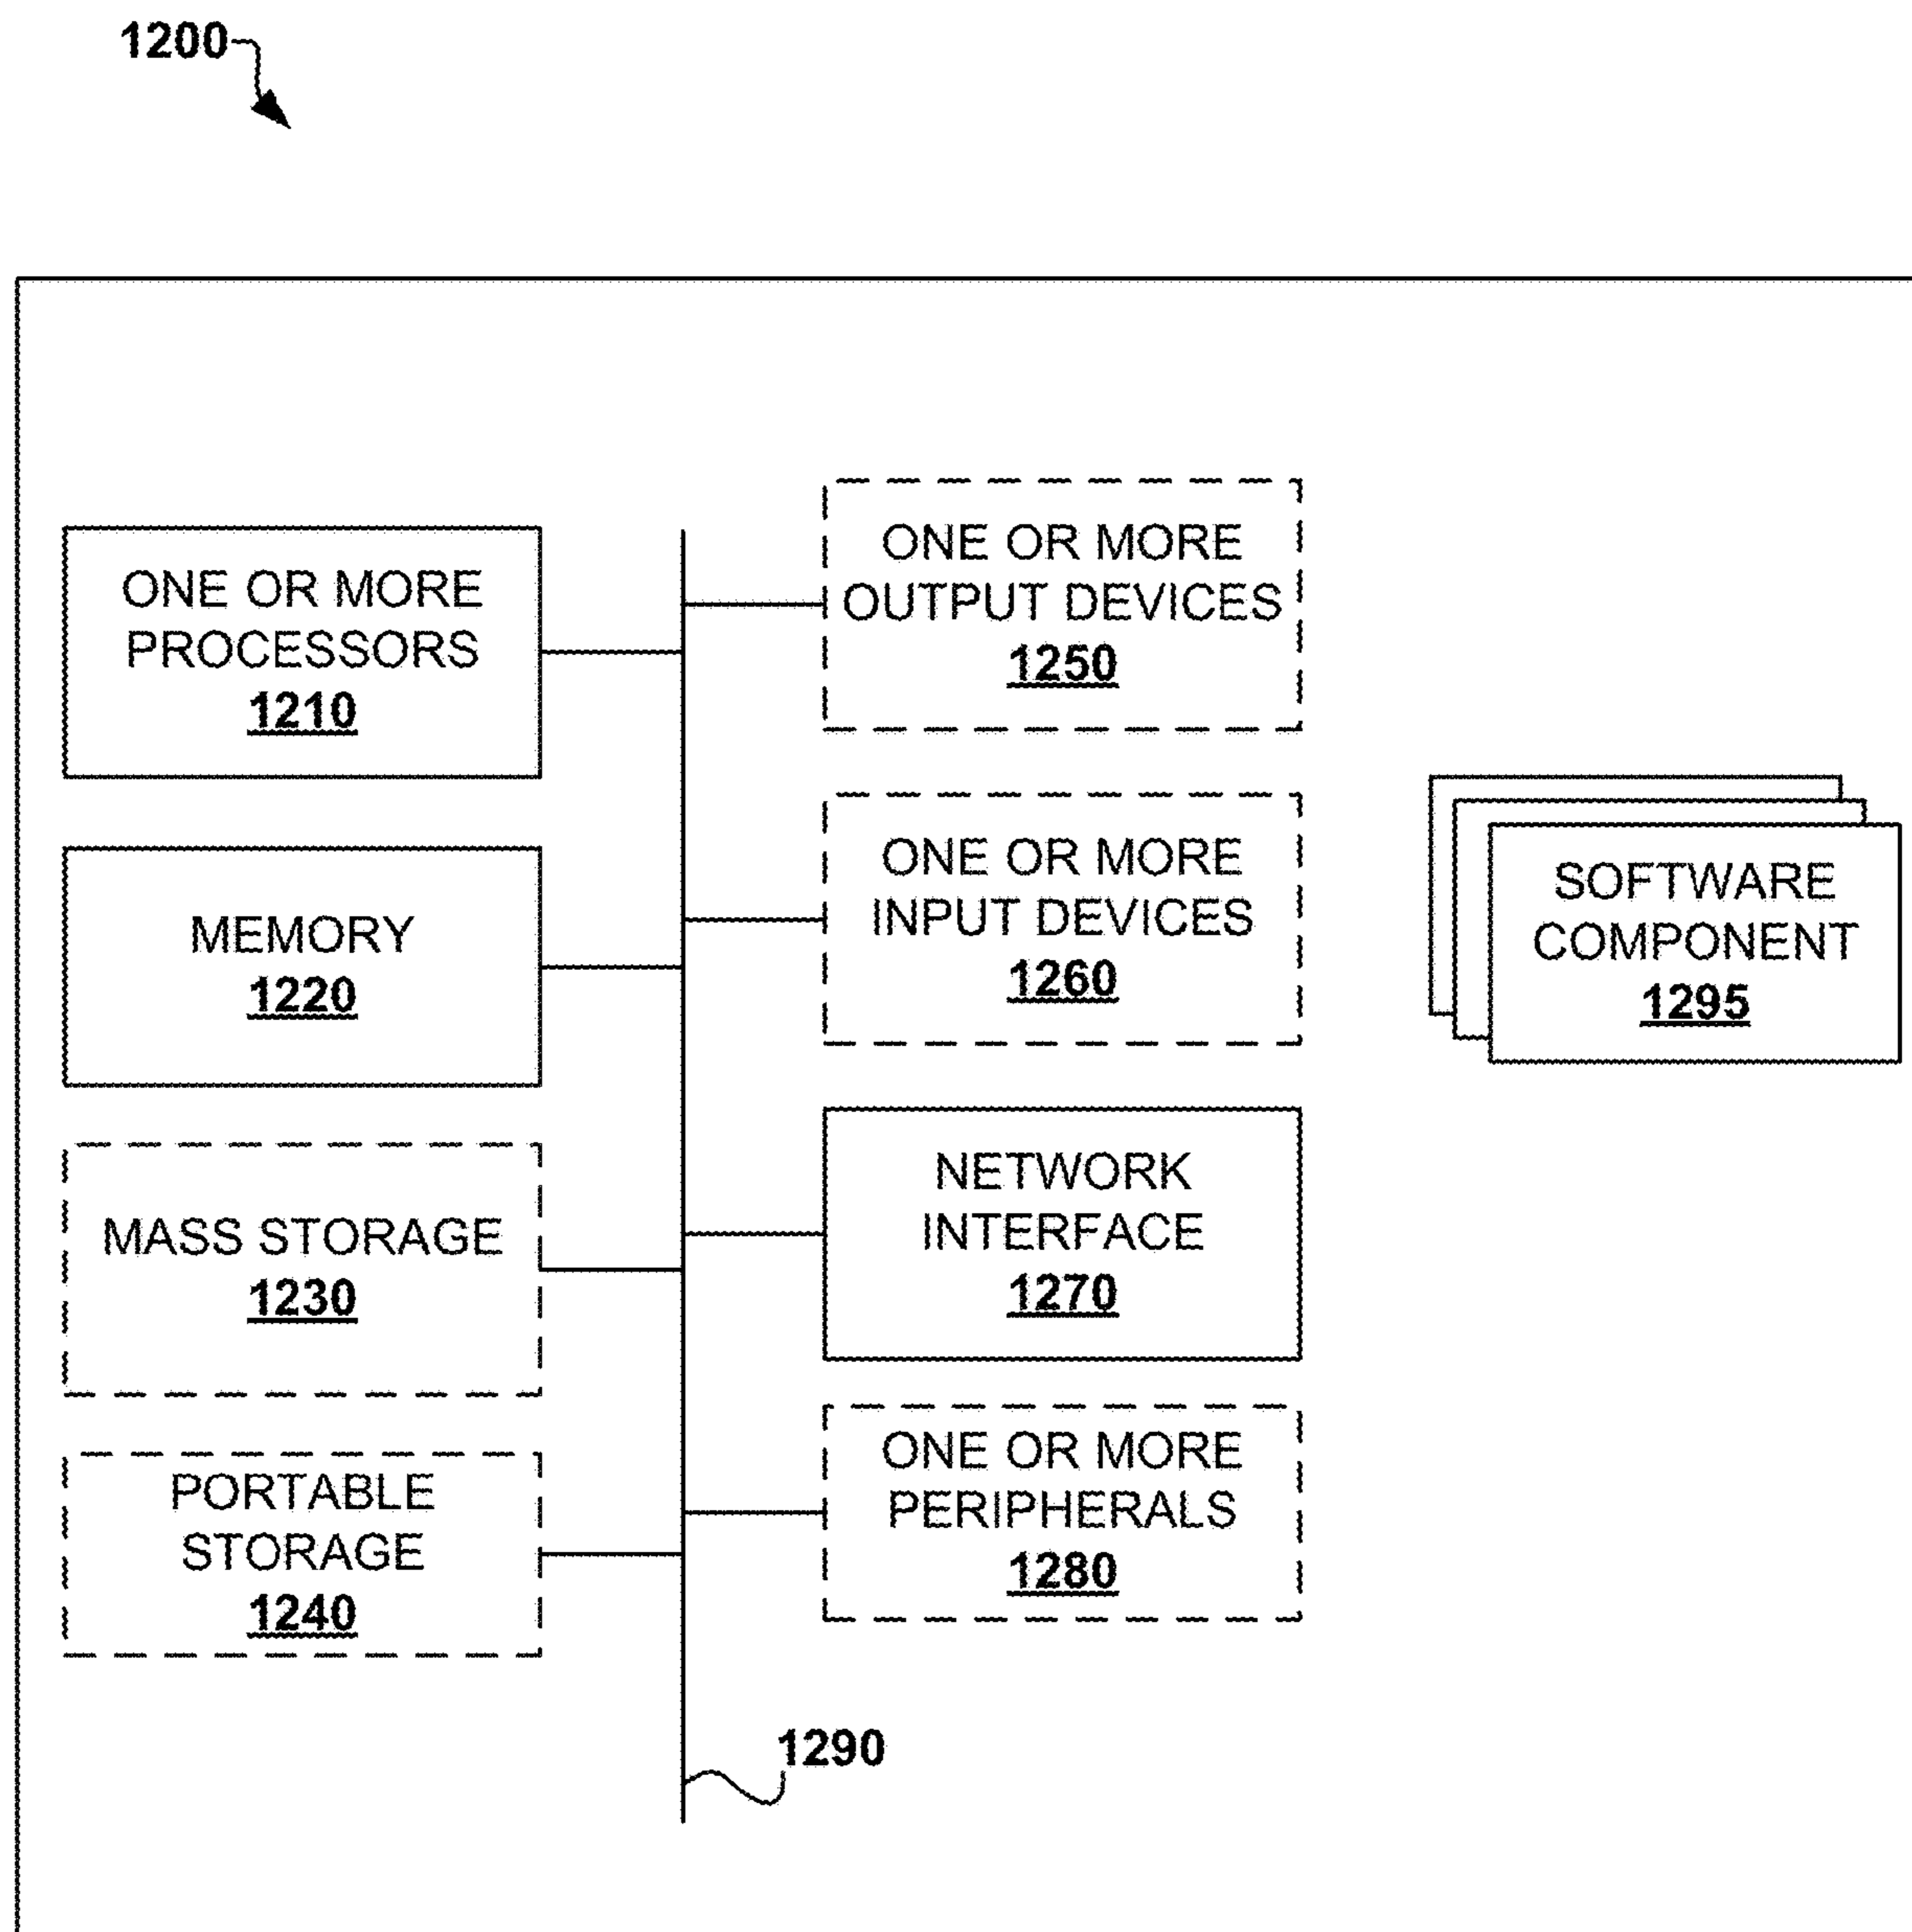 1200
ONE OR MORE
PROCESSORS
1210
MEMORY
1220
MASS STORAGE
1230
PORTABLE
STORAGE
1240
ONE OR MORE
OUTPUT DEVICES
1250
ONE OR MORE
INPUT DEVICES
1260
NETWORK
INTERFACE
1270
ONE OR MORE
PERIPHERALS
1280
1290
SOFTWARE
COMPONENT
1295